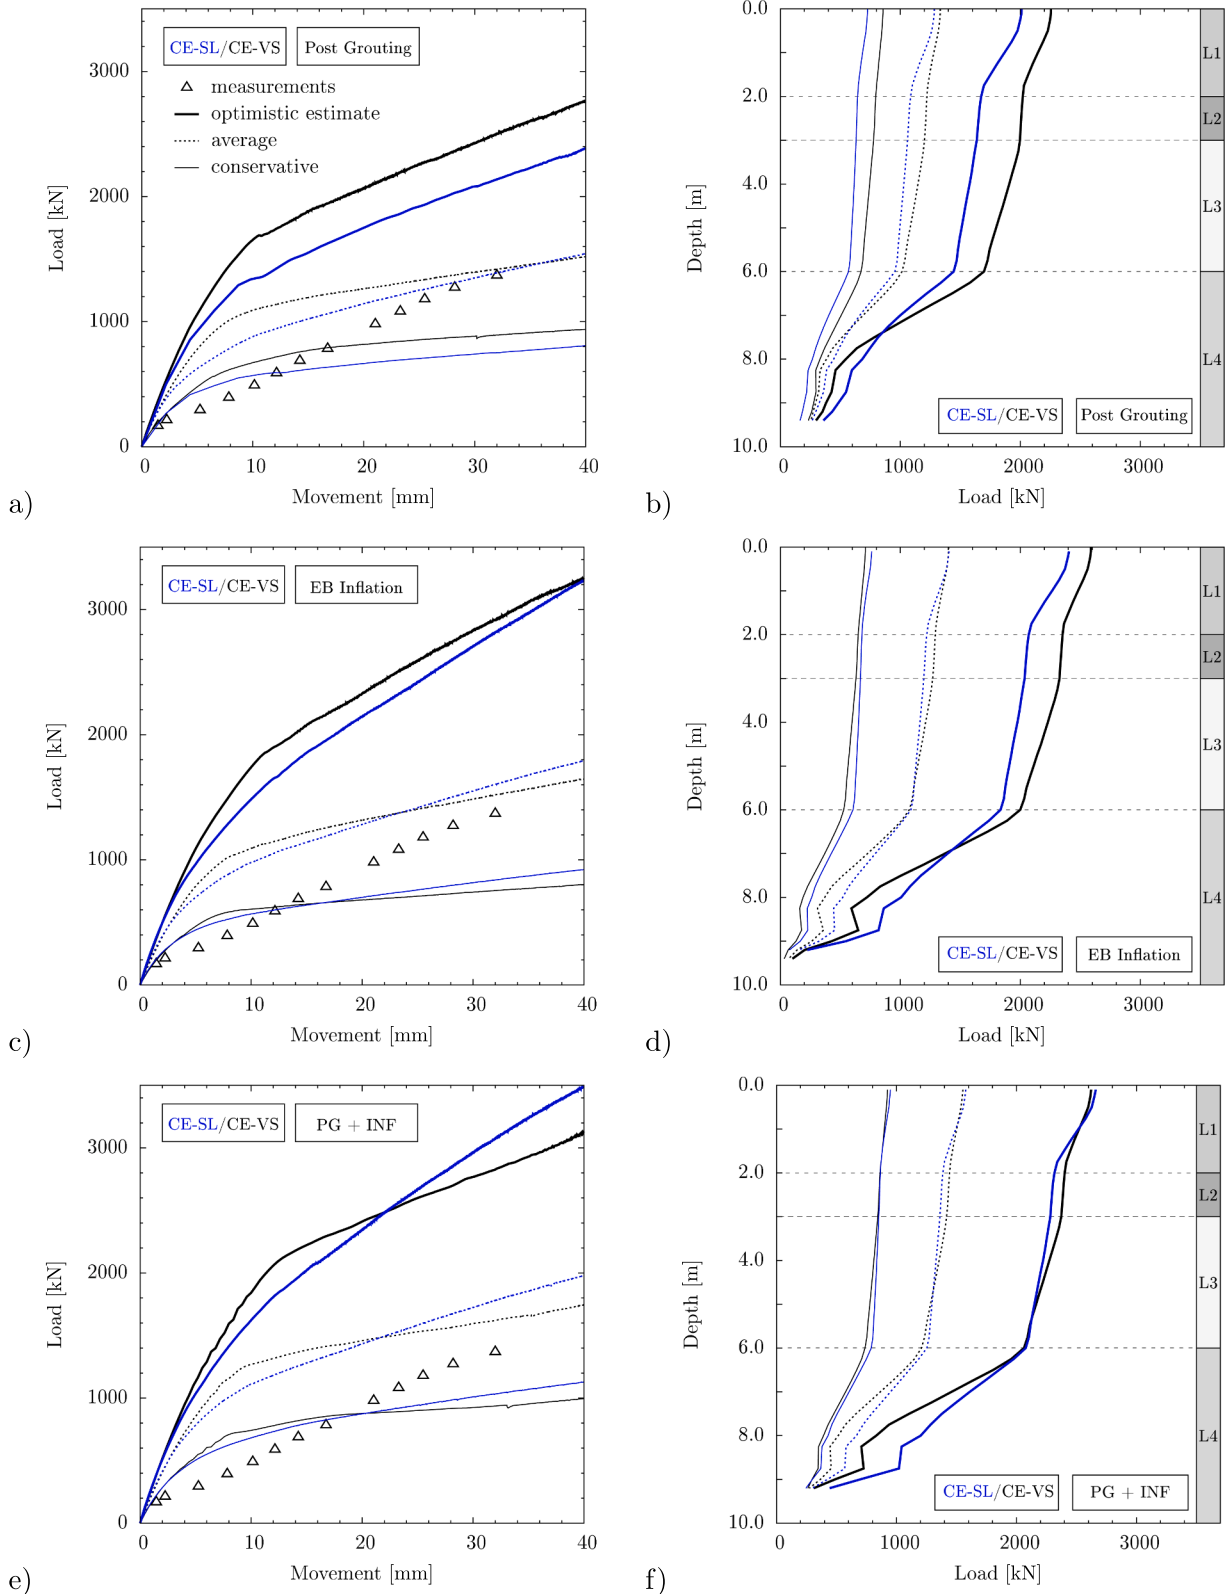 CE-SL/CE-VS Post Grouting
measurements
optimistic estimate
average
conservative
3000
2000
1000
0
Load [kN]
0 10 20 30 40
Movement [mm]
a)
0.0
2.0
4.0
6.0
8.0
10.0
Depth [m]
L1
L2
L3
L4
CE-SL/CE-VS Post Grouting
0 1000 2000 3000
Load [kN]
b)
CE-SL/CE-VS EB Inflation
3000
2000
1000
0
Load [kN]
0 10 20 30 40
Movement [mm]
c)
0.0
2.0
4.0
6.0
8.0
10.0
Depth [m]
L1
L2
L3
L4
CE-SL/CE-VS EB Inflation
0 1000 2000 3000
Load [kN]
d)
CE-SL/CE-VS PG + INF
3000
2000
1000
0
Load [kN]
0 10 20 30 40
Movement [mm]
e)
0.0
2.0
4.0
6.0
8.0
10.0
Depth [m]
L1
L2
L3
L4
CE-SL/CE-VS PG + INF
0 1000 2000 3000
Load [kN]
f)